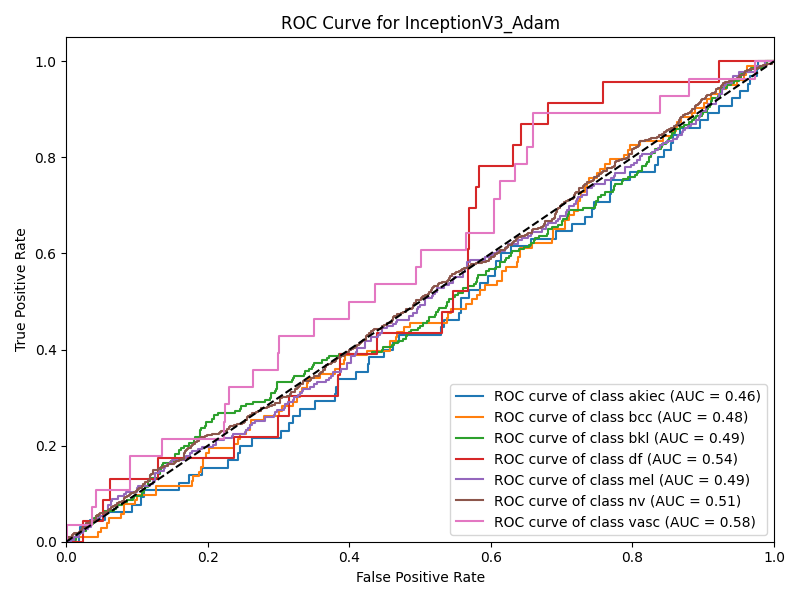 ROC Curve for InceptionV3_Adam
True Positive Rate
1.0
0.8
0.6
0.4
0.2
0.0
ROC curve of class akiec (AUC = 0.46)
ROC curve of class bcc (AUC = 0.48)
ROC curve of class bkl (AUC = 0.49)
ROC curve of class df (AUC = 0.54)
ROC curve of class mel (AUC = 0.49)
ROC curve of class nv (AUC = 0.51)
ROC curve of class vasc (AUC = 0.58)
0.0 0.2 0.4 0.6 0.8 1.0
False Positive Rate